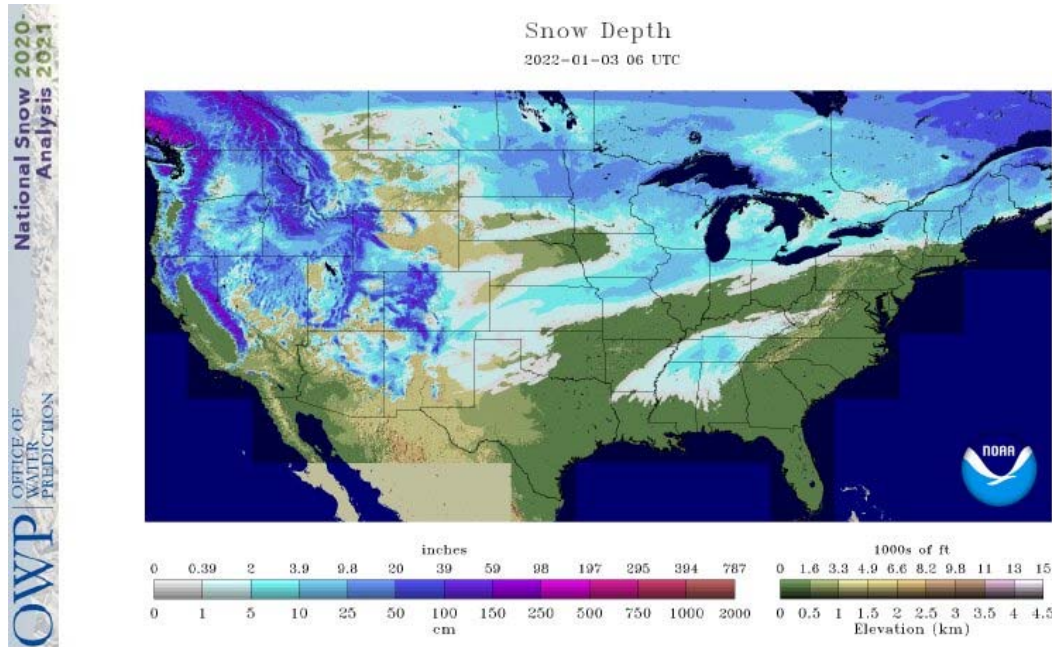 National Snow 2020-
Analysis 2021
OWP OFFICE OF
WATER
PREDICTION
Snow Depth
2022-01-03 06 UTC
NOAA
inches
0 0.39 2 3.9 9.8 20 39 59 98 197 295 394 787
0 1 5 10 25 50 100 150 250 500 750 1000 2000
cm
1000s of ft
0 1.6 3.3 4.9 6.6 8.2 9.8 11 13 15
0 0.5 1 1.5 2 2.5 3 3.5 4 4.5
Elevation (km)